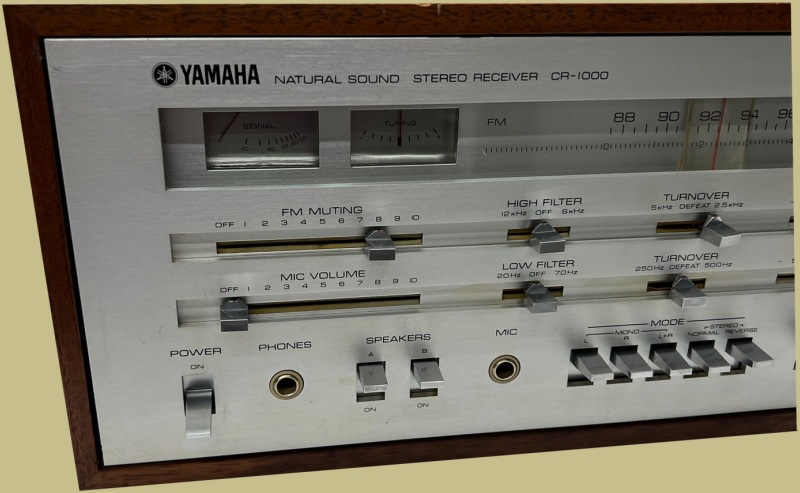 YAMAHA NATURAL SOUND STEREO RECEIVER CR-1000
SIGNAL
TUNING
FM 88 90 92 94 96
0
FM MUTING
OFF 1 2 3 4 5 6 7 8 9 10
HIGH FILTER
12KHz OFF 6KHz
TURNOVER
5KHz DEFEAT 2.5KHz
MIC VOLUME
OFF 1 2 3 4 5 6 7 8 9 10
LOW FILTER
20Hz OFF 70Hz
TURNOVER
250Hz DEFEAT 500Hz
POWER
ON
PHONES
SPEAKERS
A B
ON ON
MIC
MODE
MONO STEREO
L R L+R NORMAL REVERSE